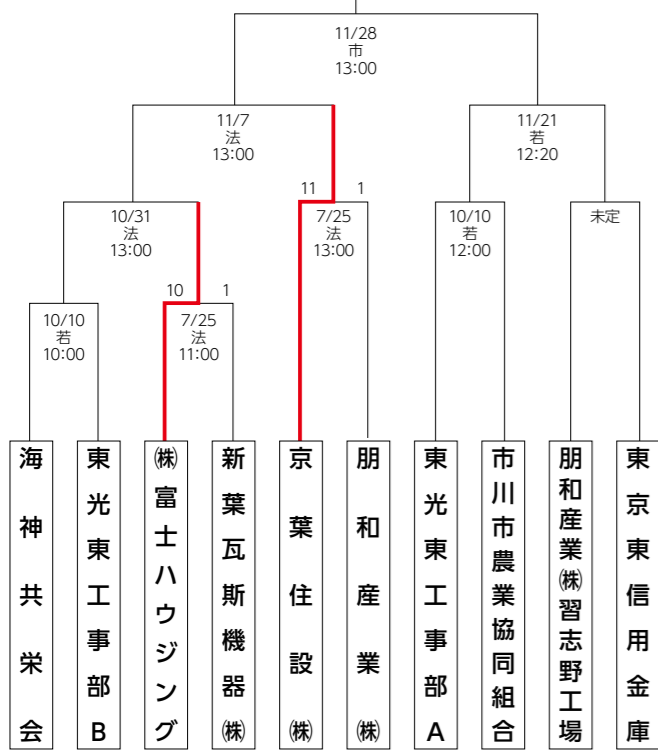 11/28
市
13:00
11/7
法
13:00
11/21
若
12:20
11 1
10/31
法
13:00
7/25
法
13:00
10/10
若
12:00
未定
10 1
10/10
若
10:00
7/25
法
11:00
海神共栄会
東光東工事部B
㈱富士ハウジング
新葉瓦斯機器㈱
京葉住設㈱
朋和産業㈱
東光東工事部A
市川市農業協同組合
朋和産業㈱習志野工場
東京東信用金庫